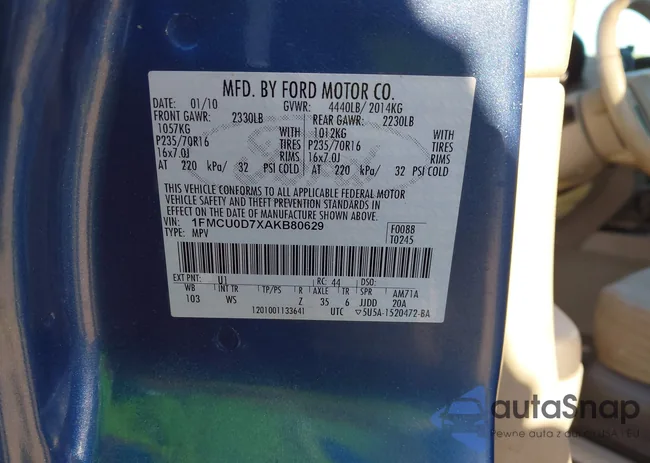 MFD. BY FORD MOTOR CO.
DATE: 01/10 GVWR: 4440LB/ 2014KG
FRONT GAWR: 2330LB REAR GAWR: 2230LB
1057KG WITH 1012KG WITH
P235/70R16 TIRES P235/70R16 TIRES
16x7.0J RIMS 16x7.0J RIMS
AT 220 kPa/ 32 PSI COLD AT 220 kPa/ 32 PSI COLD
THIS VEHICLE CONFORMS TO ALL APPLICABLE FEDERAL MOTOR
VEHICLE SAFETY AND THEFT PREVENTION STANDARDS IN
EFFECT ON THE DATE OF MANUFACTURE SHOWN ABOVE.
VIN: 1FMCU0D7XAKB80629 F0088
TYPE: MPV T0245
EXT PNT: U1 RC: 44 DSO:
WB INT TR TP/PS R AXLE TR SPR AM71A
103 WS Z 35 6 JJDD 20A
1201001133641 UTC ▽5U5A-1520472-BA
autoSnap
Pewne auta z